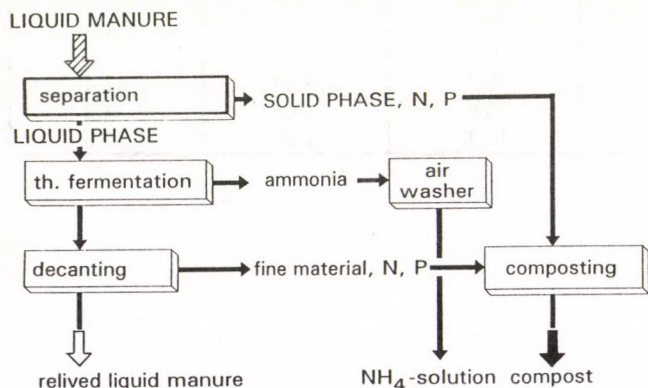 LIQUID MANURE
separation
SOLID PHASE, N, P
LIQUID PHASE
th. fermentation
ammonia
air
washer
decanting
fine material, N, P
composting
relived liquid manure
NH4-solution
compost